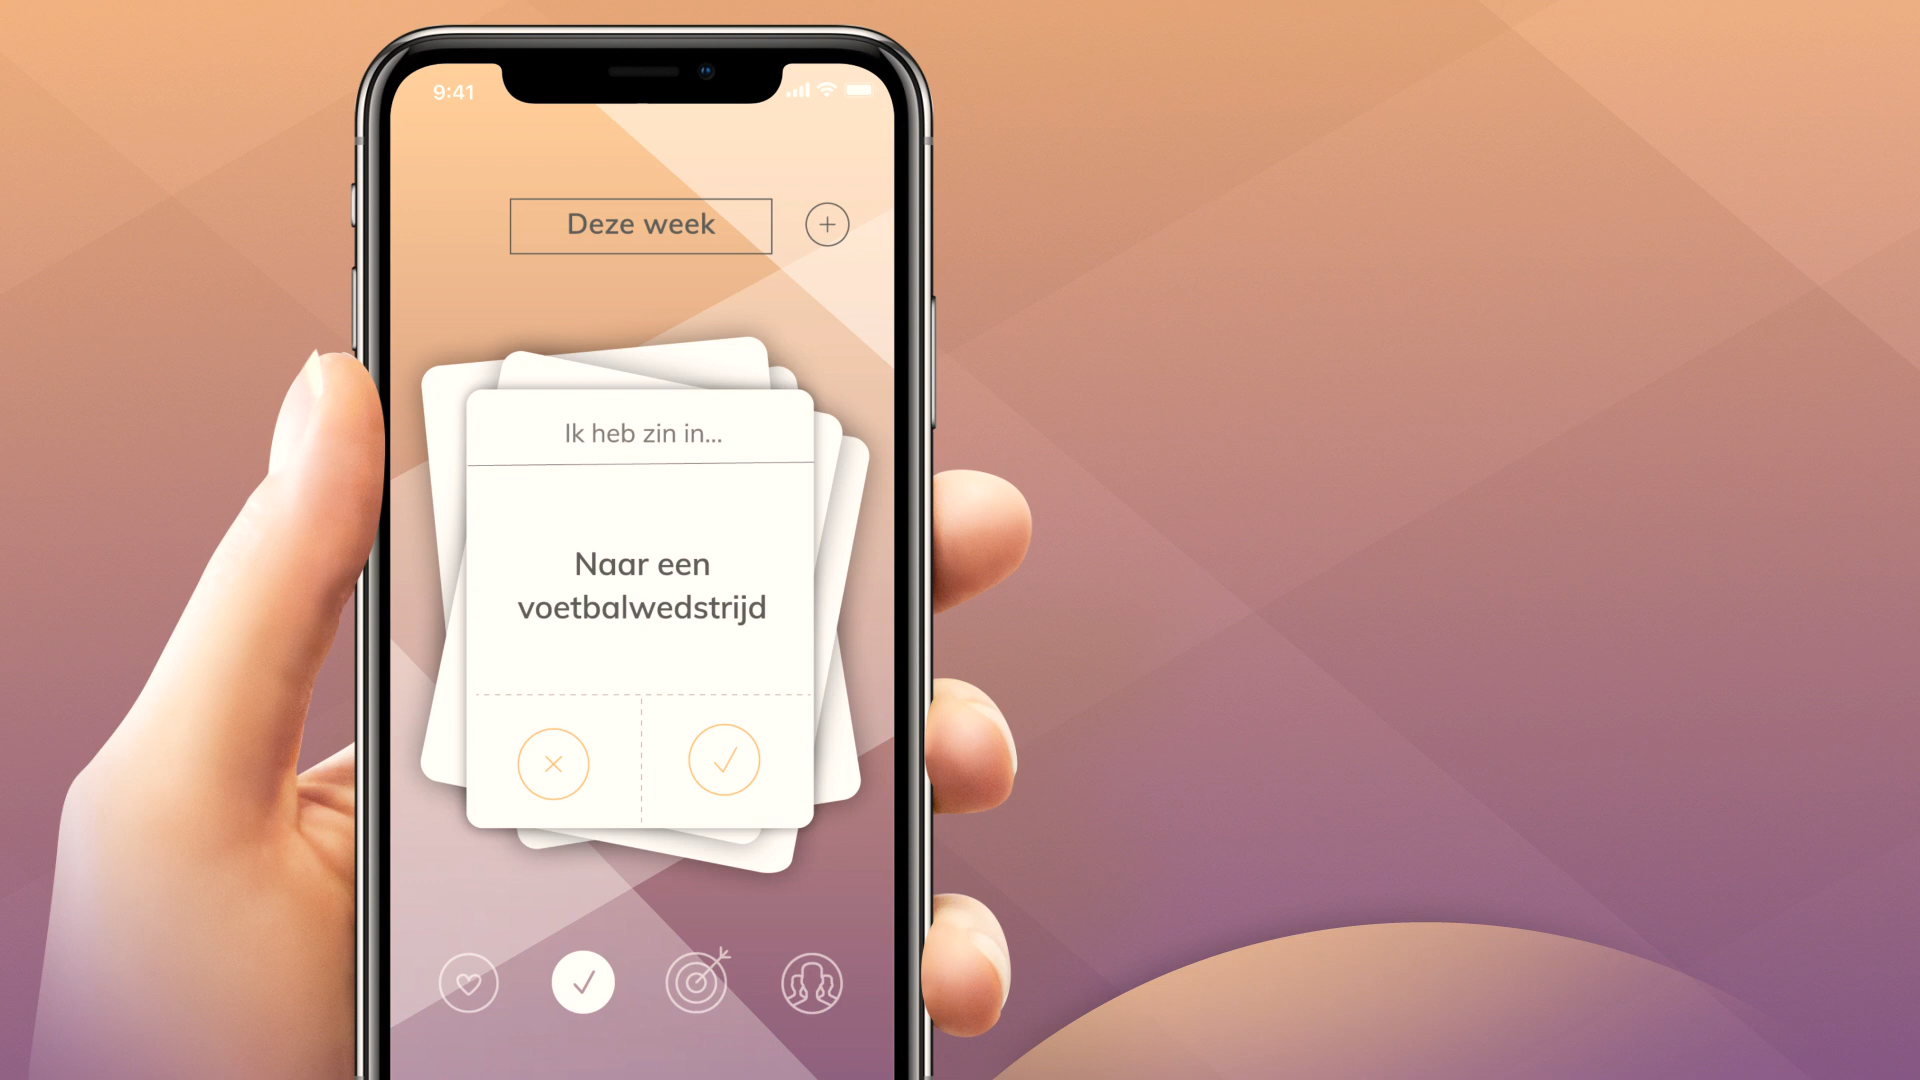 9:41
Deze week
Ik heb zin in...
Naar een
voetbalwedstrijd